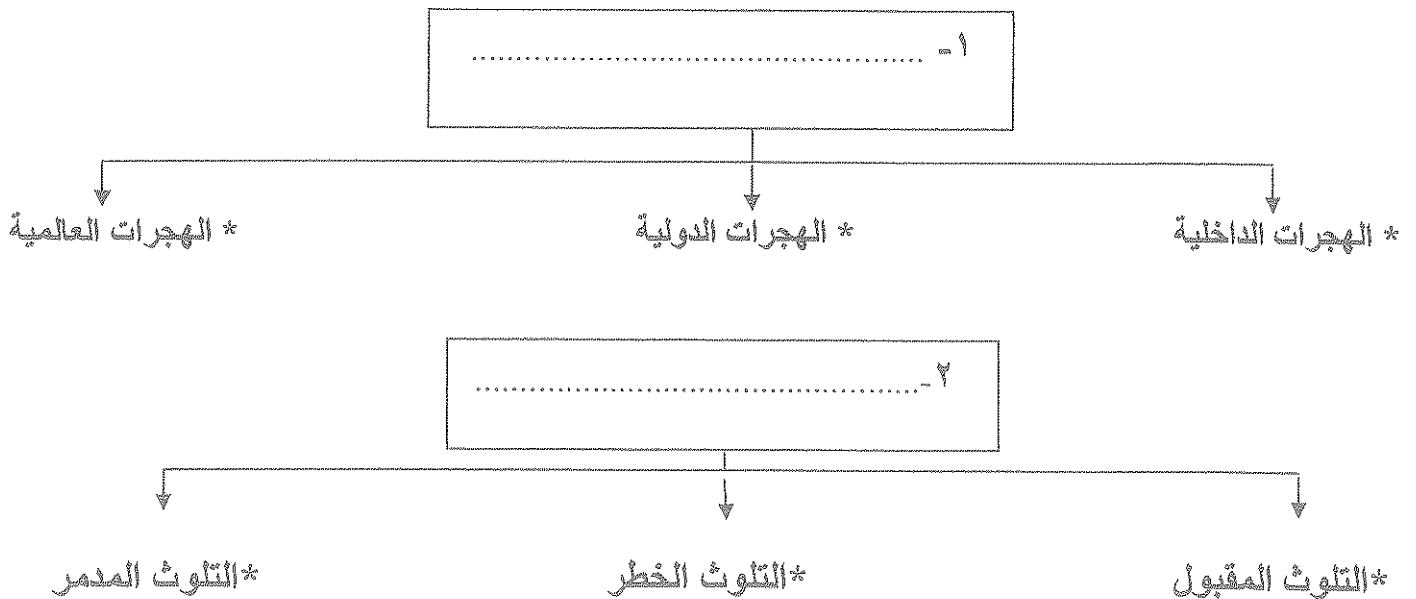 ١- ......................................................
* الهجرات الداخلية
* الهجرات الدولية
* الهجرات العالمية
٢-......................................................
*التلوث المقبول
*التلوث الخطر
*التلوث المدمر